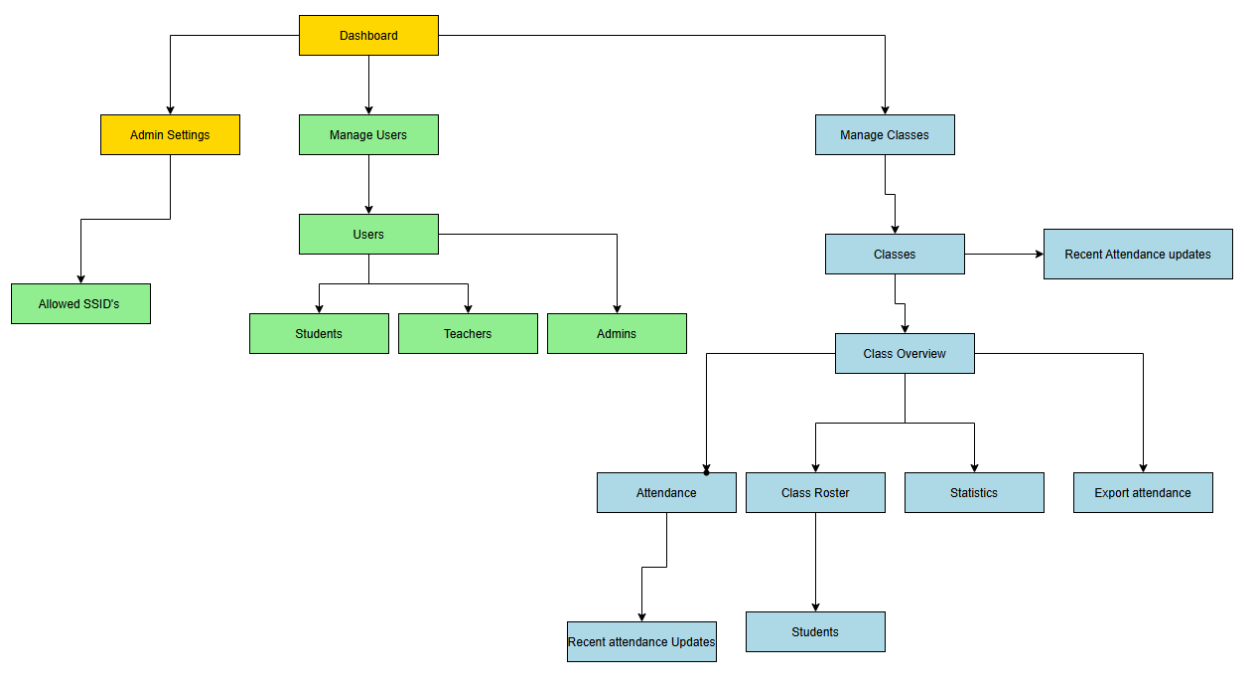 Dashboard
Admin Settings
Manage Users
Manage Classes
Users
Classes
Recent Attendance updates
Allowed SSID's
Students
Teachers
Admins
Class Overview
Attendance
Class Roster
Statistics
Export attendance
Recent attendance Updates
Students